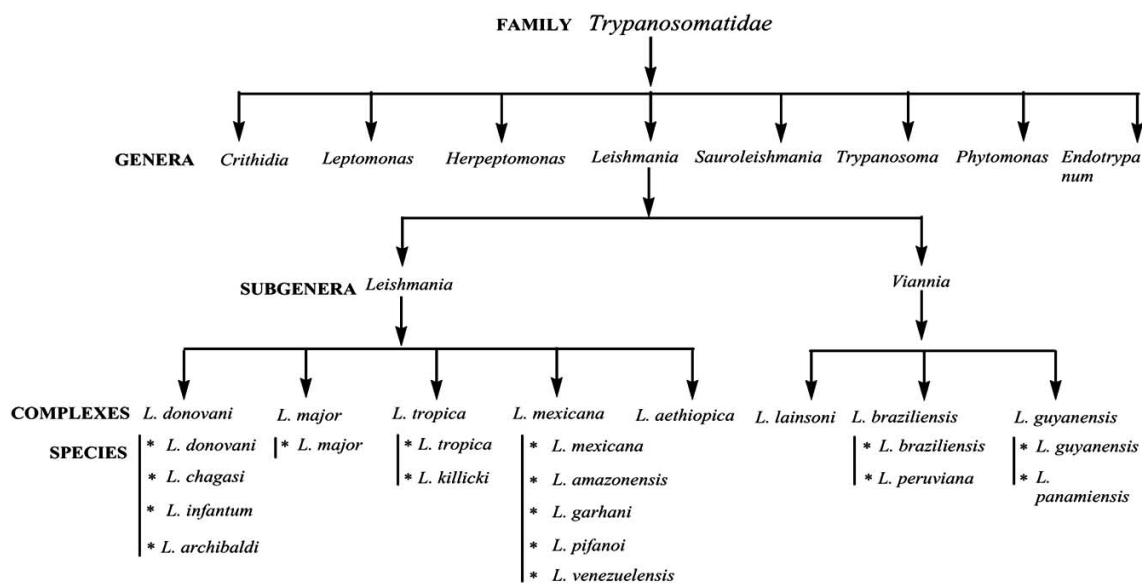 FAMILY Trypanosomatidae
GENERA Crithidia Leptomonas Herpeptomonas Leishmania Sauroleishmania Trypanosoma Phytomonas Endotrypa
num
SUBGENERA Leishmania Viannia
COMPLEXES L. donovani L. major L. tropica L. mexicana L. aethiopica L. lainsoni L. braziliensis L. guyanensis
SPECIES * L. donovani * L. major * L. tropica * L. mexicana * L. braziliensis * L. guyanensis
* L. chagasi * L. killicki * L. amazonensis * L. peruviana * L.
panamiensis
* L. infantum * L. garhani
* L. archibaldi * L. pifanoi
* L. venezuelensis